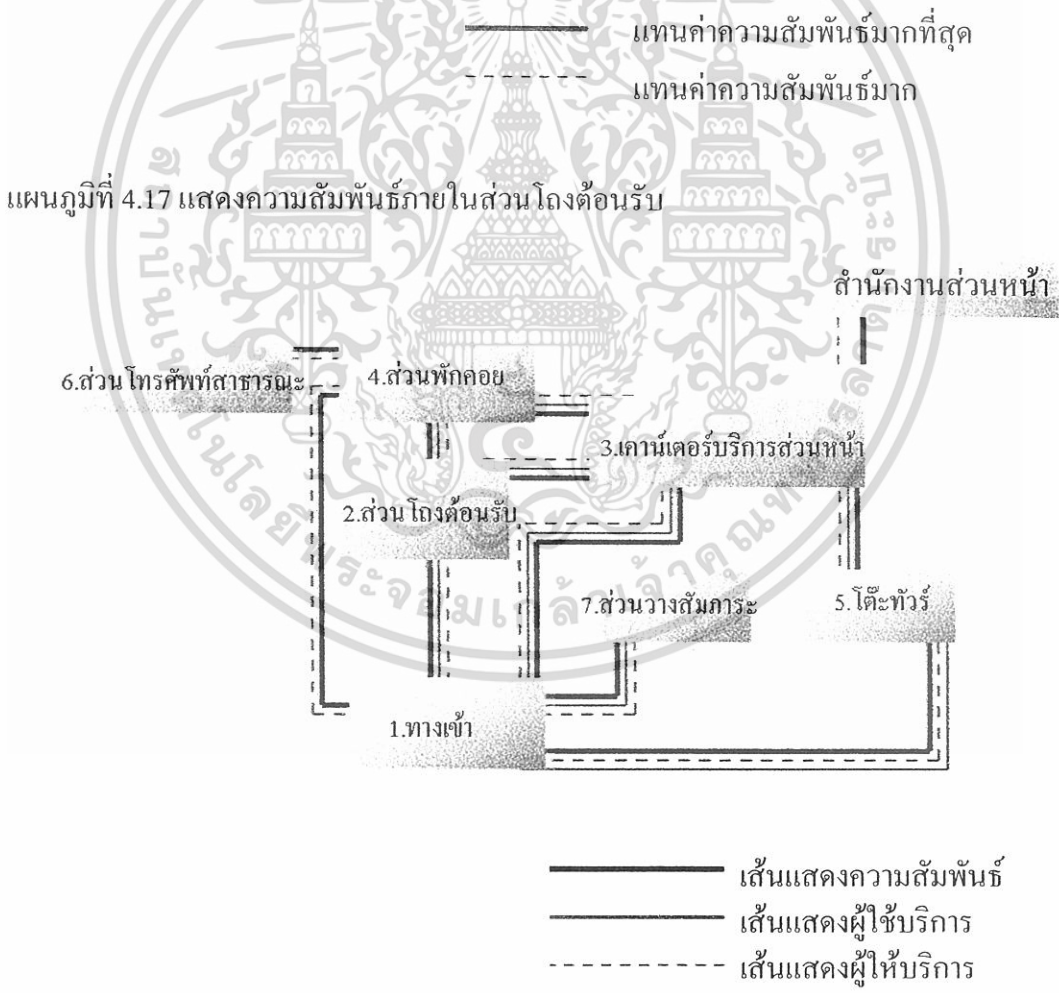 แทนค่าความสัมพันธ์มากที่สุด
แทนค่าความสัมพันธ์มาก
แผนภูมิที่ 4.17 แสดงความสัมพันธ์ภายในส่วนโถงต้อนรับ
สำนักงานส่วนหน้า
6.ส่วนโทรศัพท์สาธารณะ
4.ส่วนพักคอย
3.เคาน์เตอร์บริการส่วนหน้า
2.ส่วนโถงต้อนรับ
7.ส่วนวางสัมภาระ
5.โต๊ะทัวร์
1.ทางเข้า
เส้นแสดงความสัมพันธ์
เส้นแสดงผู้ใช้บริการ
เส้นแสดงผู้ให้บริการ